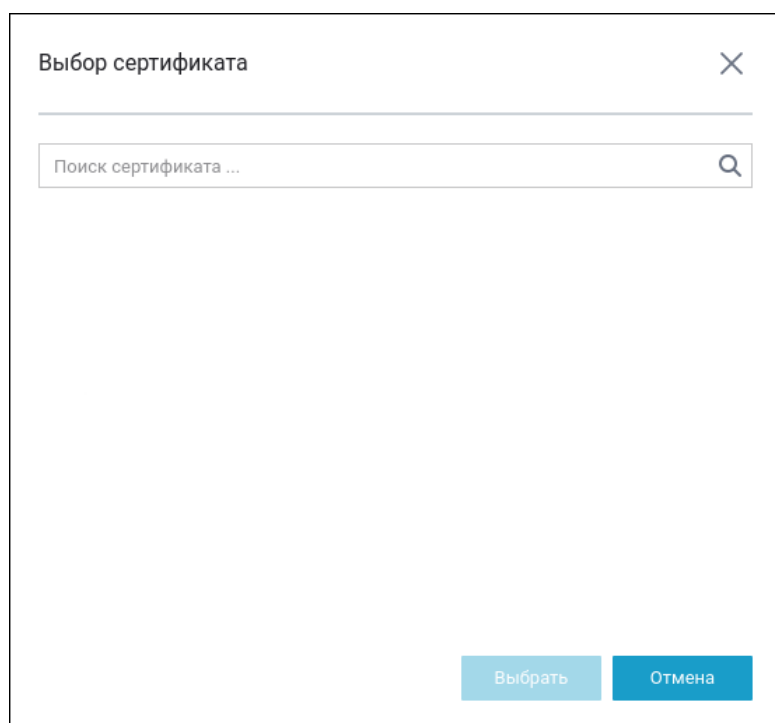 Выбор сертификата
Поиск сертификата ...
Выбрать Отмена